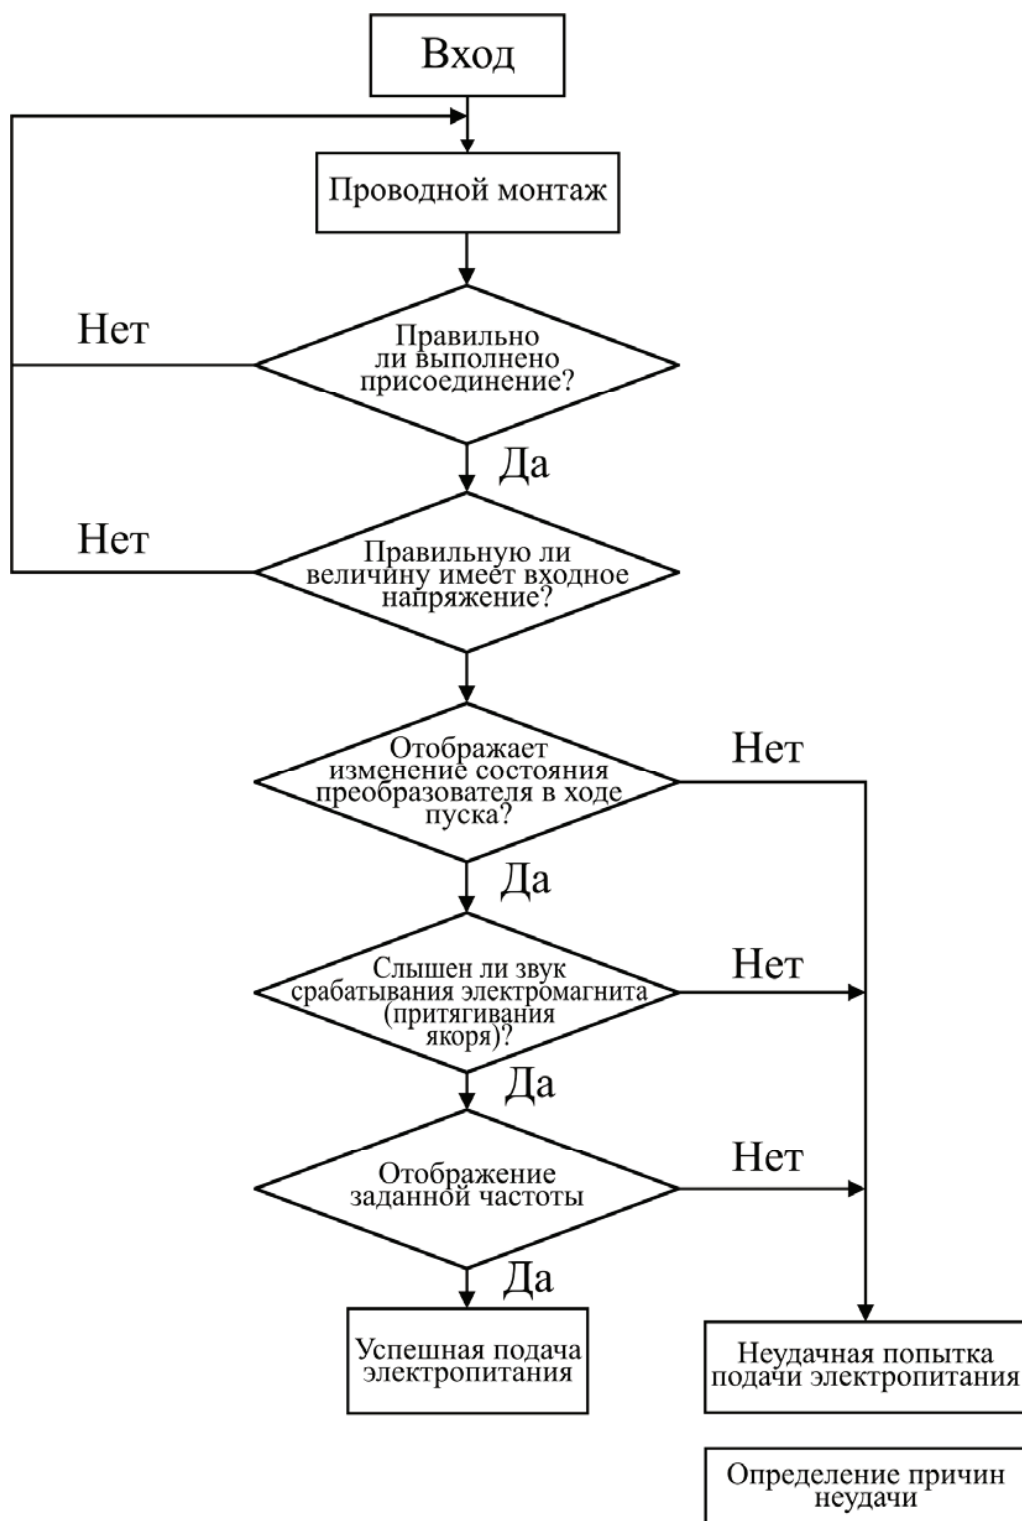 Вход
Проводной монтаж
Нет
Правильно
ли выполнено
присоединение?
Да
Нет
Правильную ли
величину имеет входное
напряжение?
Отображает
изменение состояния
преобразователя в ходе
пуска?
Нет
Да
Слышен ли звук
срабатывания электромагнита
(притягивания
якоря)?
Нет
Да
Отображение
заданной частоты
Нет
Да
Успешная подача
электропитания
Неудачная попытка
подачи электропитания
Определение причин
неудачи